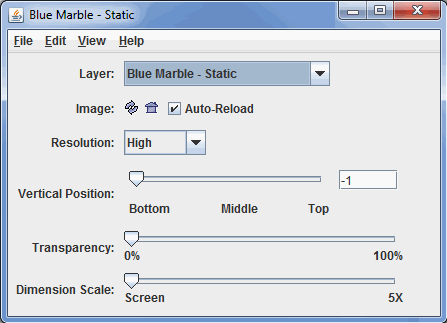 Blue Marble - Static
File Edit View Help
Layer: Blue Marble - Static
Image: Auto-Reload
Resolution: High
Vertical Position: -1
Bottom Middle Top
Transparency:
0% 100%
Dimension Scale:
Screen 5X